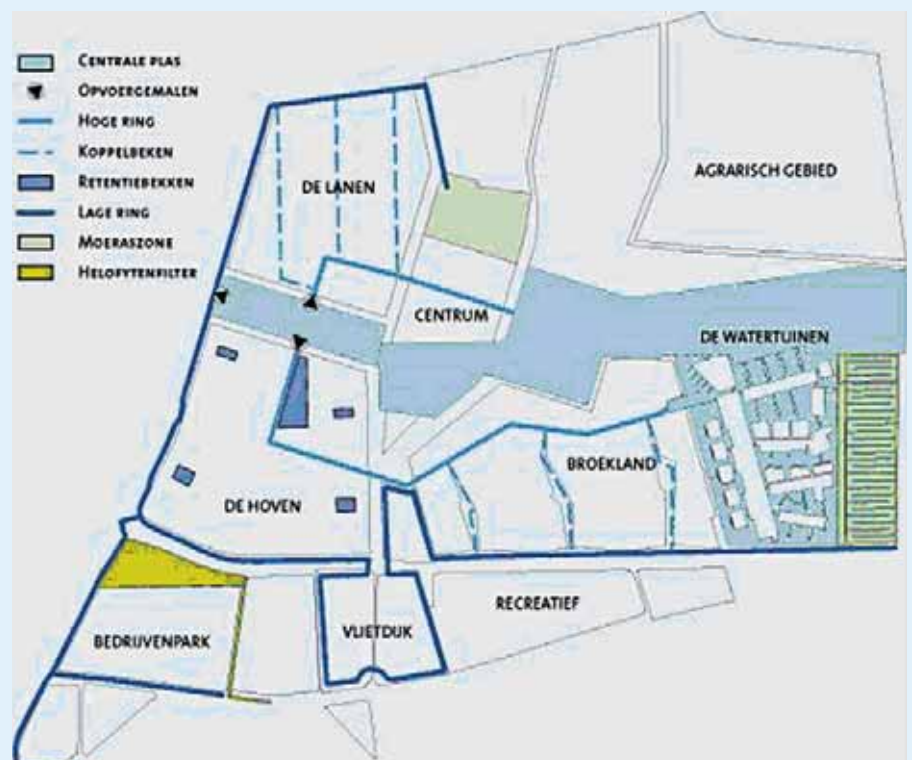 CENTRALE PLAS
OPVOERGEMALEN
HOGE RING
KOPPELBEKEN
RETENTIEBEKKEN
LAGE RING
MOERASZONE
HELOFYTENFILTER
AGRARISCH GEBIED
DE LANEN
CENTRUM
DE WATERTUINEN
BROEKLAND
DE HOVEN
RECREATIEF
VLIETDIJK
BEDRIJVENPARK